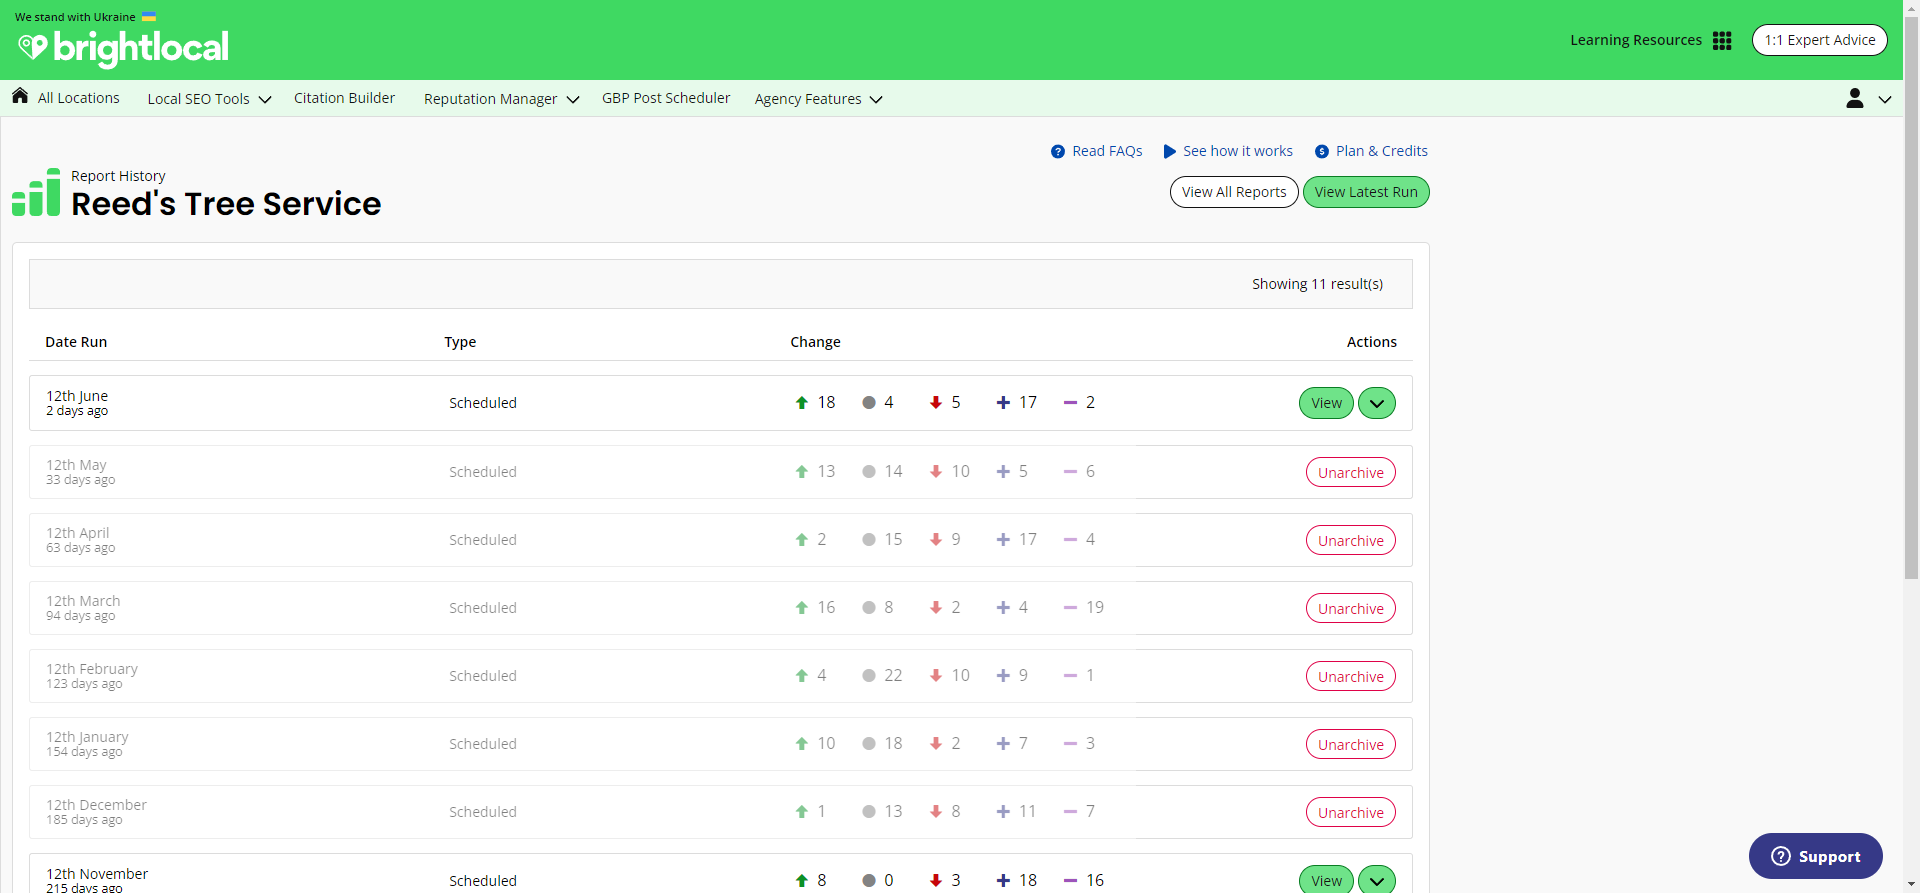 We stand with Ukraine
brightlocal
Learning Resources
1:1 Expert Advice
All Locations
Local SEO Tools
Citation Builder
Reputation Manager
GBP Post Scheduler
Agency Features
Read FAQs
See how it works
Plan & Credits
Report History
Reed's Tree Service
View All Reports
View Latest Run
Showing 11 result(s)
Date Run Type Change Actions
12th June
2 days ago
Scheduled 18 4 5 17 2 View
12th May
33 days ago
Scheduled 13 14 10 5 6 Unarchive
12th April
63 days ago
Scheduled 2 15 9 17 4 Unarchive
12th March
94 days ago
Scheduled 16 8 2 4 19 Unarchive
12th February
123 days ago
Scheduled 4 22 10 9 1 Unarchive
12th January
154 days ago
Scheduled 10 18 2 7 3 Unarchive
12th December
185 days ago
Scheduled 1 13 8 11 7 Unarchive
12th November
215 days ago
Scheduled 8 0 3 18 16 View
Support